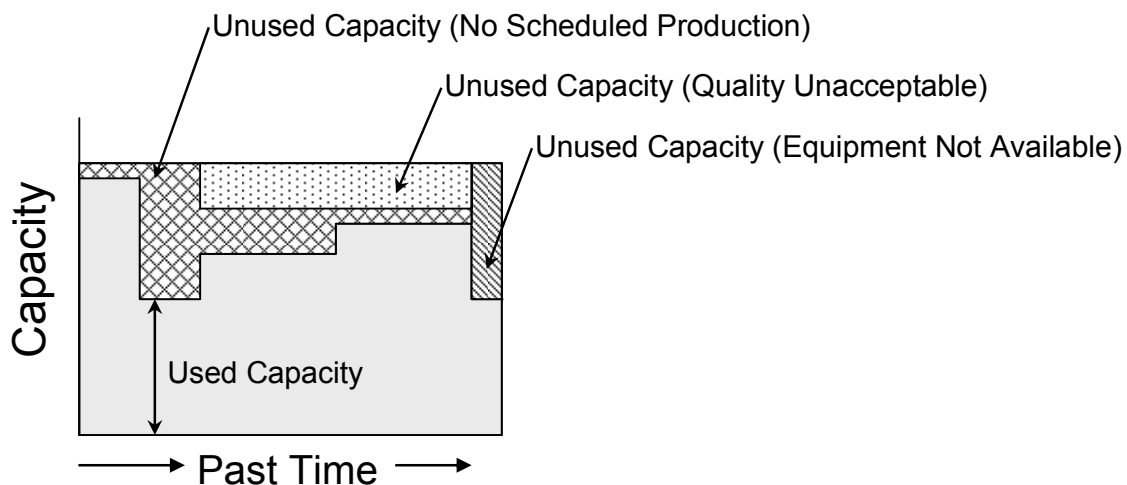 Unused Capacity (No Scheduled Production)
Unused Capacity (Quality Unacceptable)
Unused Capacity (Equipment Not Available)
Capacity
Used Capacity
Past Time